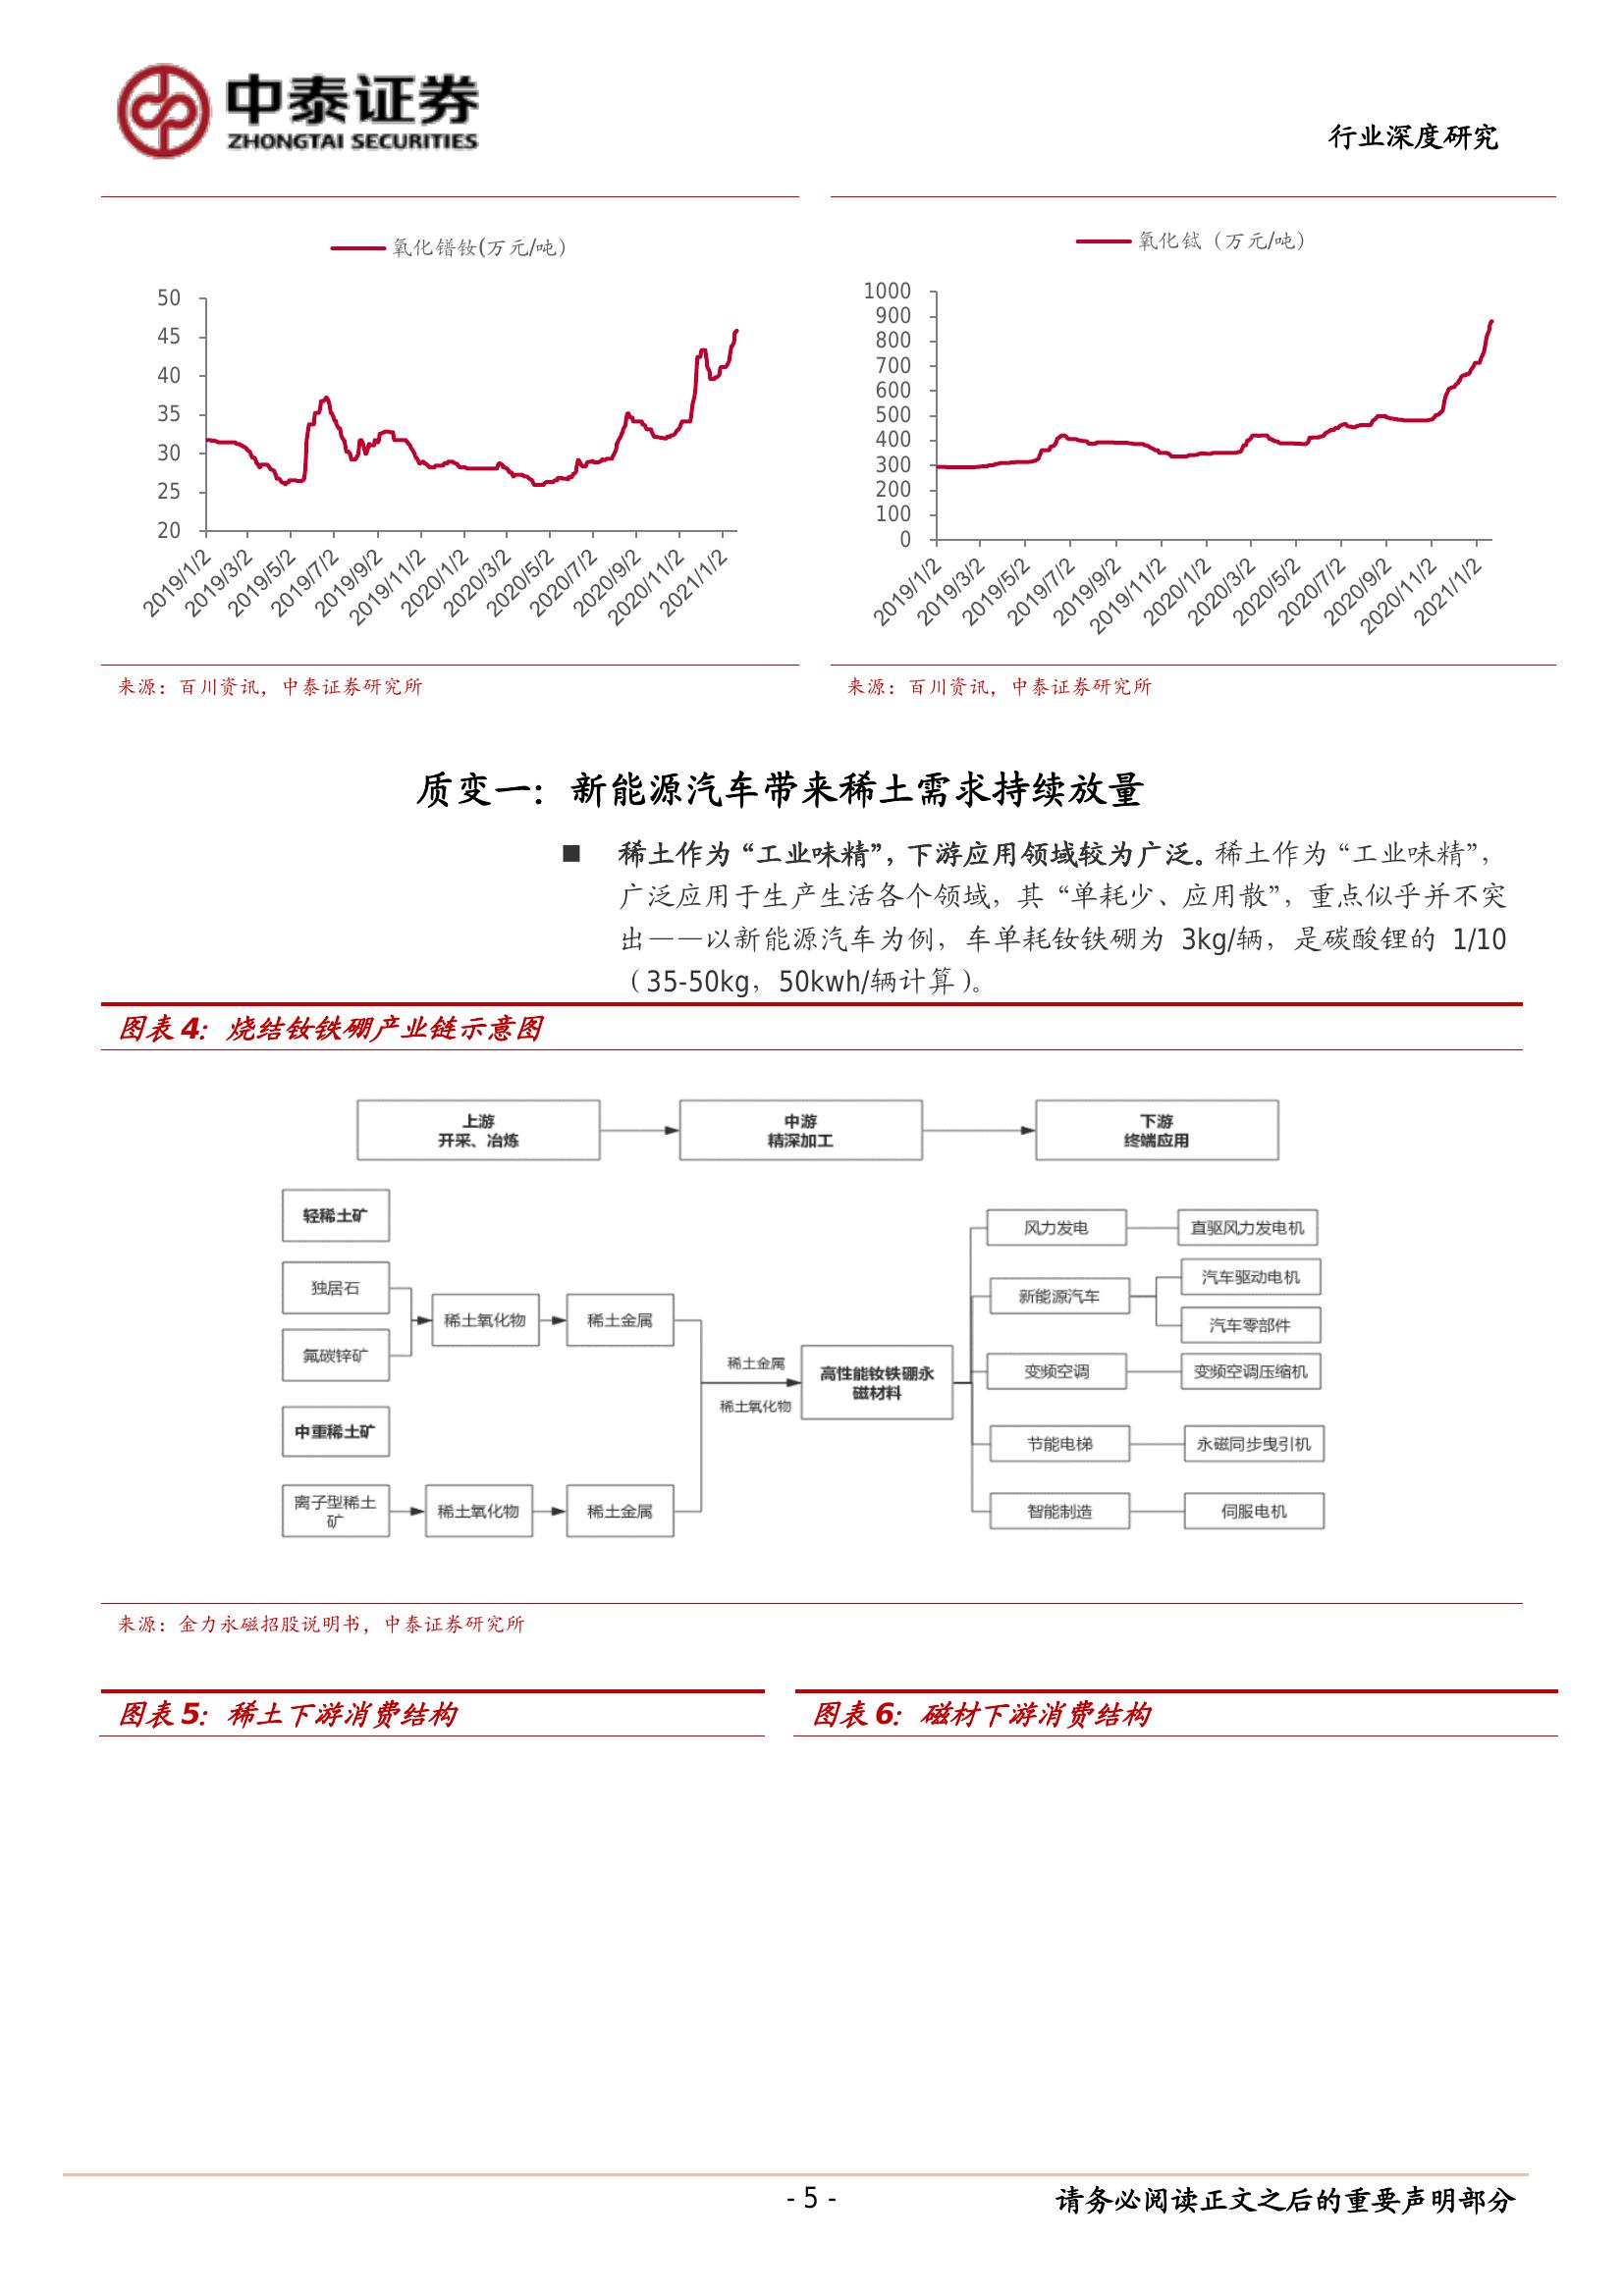 中泰证券
ZHONGTAI SECURITIES
行业深度研究
氧化镨钕(万元/吨)
50
45
40
35
30
25
20
2019/1/2
2019/3/2
2019/5/2
2019/7/2
2019/9/2
2019/11/2
2020/1/2
2020/3/2
2020/5/2
2020/7/2
2020/9/2
2020/11/2
2021/1/2
氧化铽（万元/吨）
1000
900
800
700
600
500
400
300
200
100
0
2019/1/2
2019/3/2
2019/5/2
2019/7/2
2019/9/2
2019/11/2
2020/1/2
2020/3/2
2020/5/2
2020/7/2
2020/9/2
2020/11/2
2021/1/2
来源：百川资讯，中泰证券研究所
来源：百川资讯，中泰证券研究所
质变一：新能源汽车带来稀土需求持续放量
■ 稀土作为“工业味精”，下游应用领域较为广泛。稀土作为“工业味精”，
广泛应用于生产生活各个领域，其“单耗少、应用散”，重点似乎并不突
出——以新能源汽车为例，车单耗钕铁硼为 3kg/辆，是碳酸锂的 1/10
（35-50kg，50kwh/辆计算）。
图表 4：烧结钕铁硼产业链示意图
上游
开采、冶炼
中游
精深加工
下游
终端应用
轻稀土矿
独居石
氟碳锌矿
稀土氧化物
稀土金属
中重稀土矿
离子型稀土
矿
稀土氧化物
稀土金属
稀土金属
稀土氧化物
高性能钕铁硼永
磁材料
风力发电
直驱风力发电机
新能源汽车
汽车驱动电机
汽车零部件
变频空调
变频空调压缩机
节能电梯
永磁同步曳引机
智能制造
伺服电机
来源：金力永磁招股说明书，中泰证券研究所
图表 5：稀土下游消费结构
图表 6：磁材下游消费结构
- 5 -
请务必阅读正文之后的重要声明部分